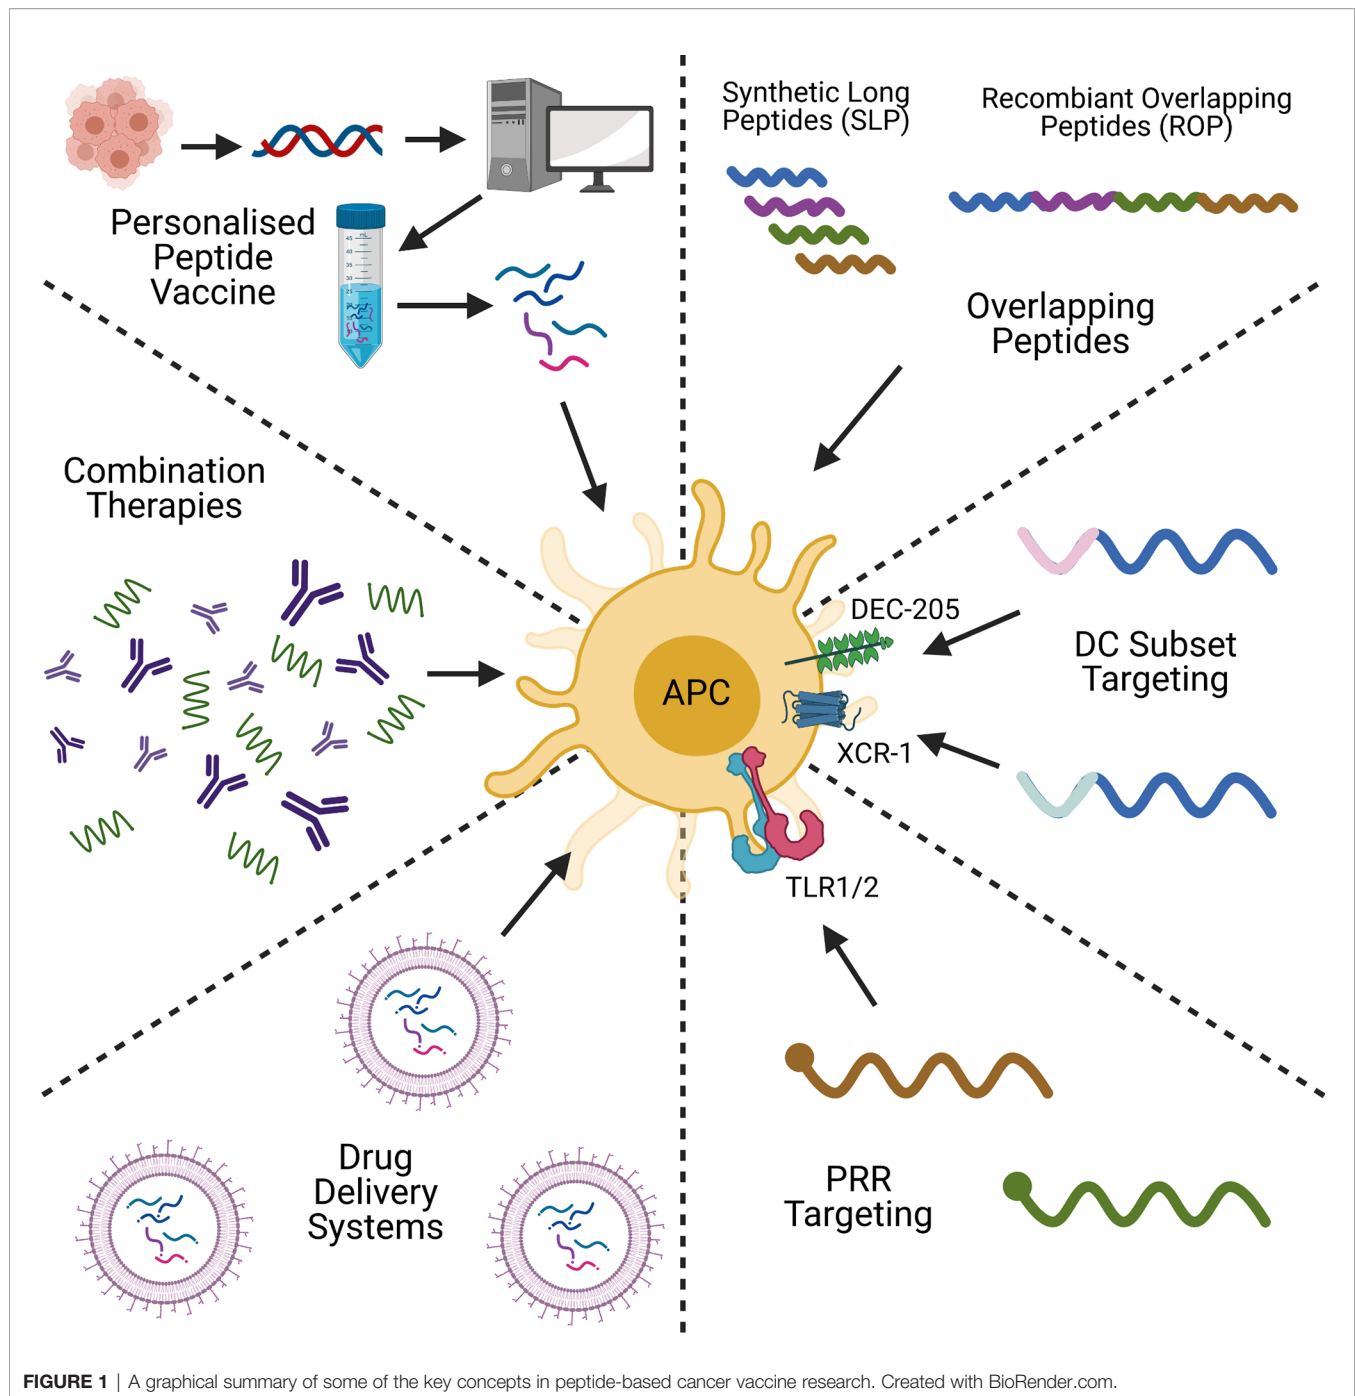 Personalised
Peptide
Vaccine
Synthetic Long
Peptides (SLP)
Recombiant Overlapping
Peptides (ROP)
Overlapping
Peptides
Combination
Therapies
APC
DEC-205
XCR-1
TLR1/2
DC Subset
Targeting
Drug
Delivery
Systems
PRR
Targeting
FIGURE 1 | A graphical summary of some of the key concepts in peptide-based cancer vaccine research. Created with BioRender.com.